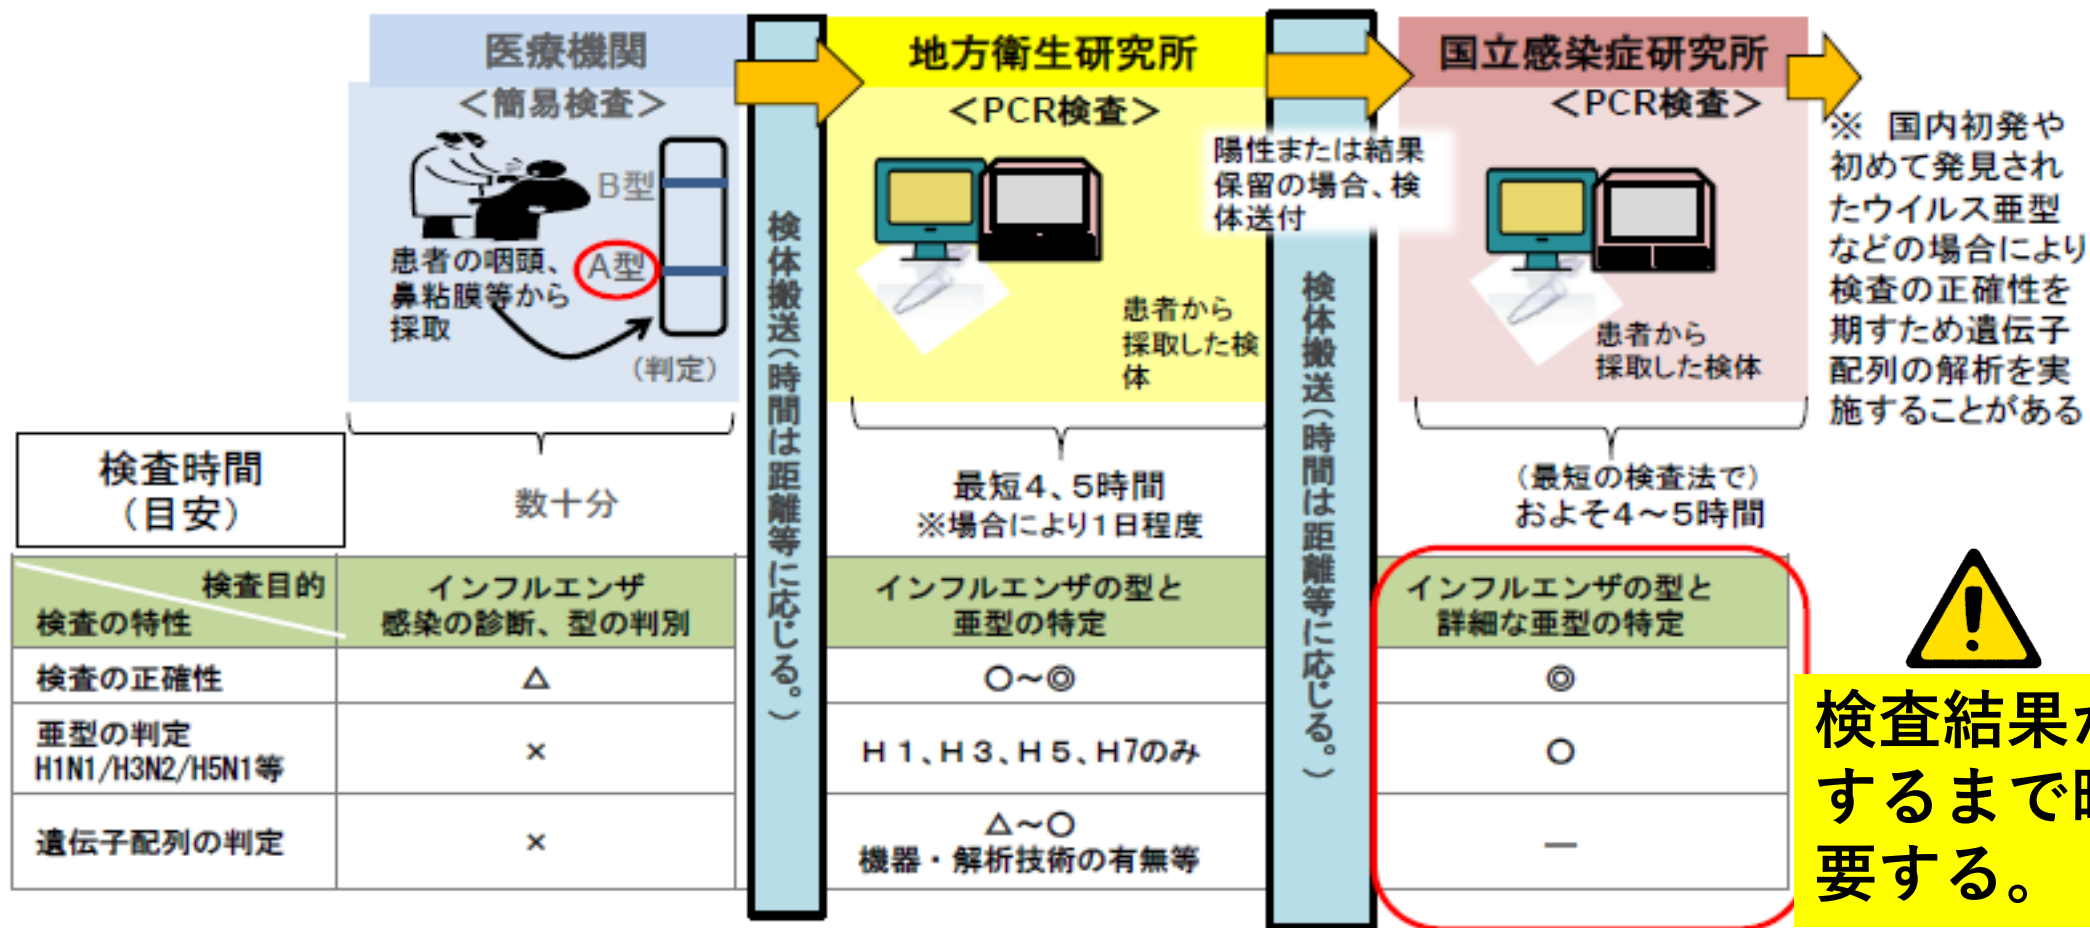 医療機関
＜簡易検査＞
B型
A型
患者の咽頭、
鼻粘膜等から
採取
（判定）
検体搬送（時間は距離等に応じる。）
地方衛生研究所
＜PCR検査＞
患者から
採取した検
体
陽性または結果
保留の場合、検
体送付
検体搬送（時間は距離等に応じる。）
国立感染症研究所
＜PCR検査＞
患者から
採取した検体
※ 国内初発や
初めて発見され
たウイルス亜型
などの場合により
検査の正確性を
期すため遺伝子
配列の解析を実
施することがある
検査時間
（目安）
数十分
最短4、5時間
※場合により1日程度
（最短の検査法で）
およそ4～5時間
検査目的
検査の特性
インフルエンザ
感染の診断、型の判別
インフルエンザの型と
亜型の特定
インフルエンザの型と
詳細な亜型の特定
検査の正確性
△
○～◎
◎
亜型の判定
H1N1/H3N2/H5N1等
×
H1、H3、H5、H7のみ
○
遺伝子配列の判定
×
△～○
機器・解析技術の有無等
―
検査結果
するまで
要する。